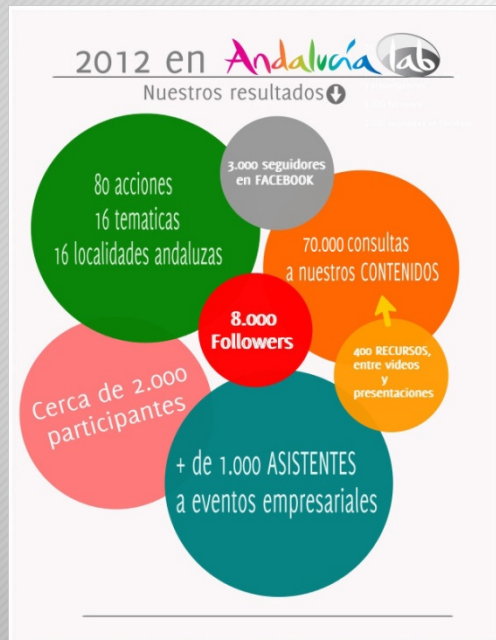 2012 en Andalucía lab
Nuestros resultados
80 acciones
16 tematicas
16 localidades andaluzas
3.000 seguidores
en FACEBOOK
70.000 consultas
a nuestros CONTENIDOS
8.000
Followers
400 RECURSOS,
entre vídeos
y
presentaciones
Cerca de 2.000
participantes
+ de 1.000 ASISTENTES
a eventos empresariales